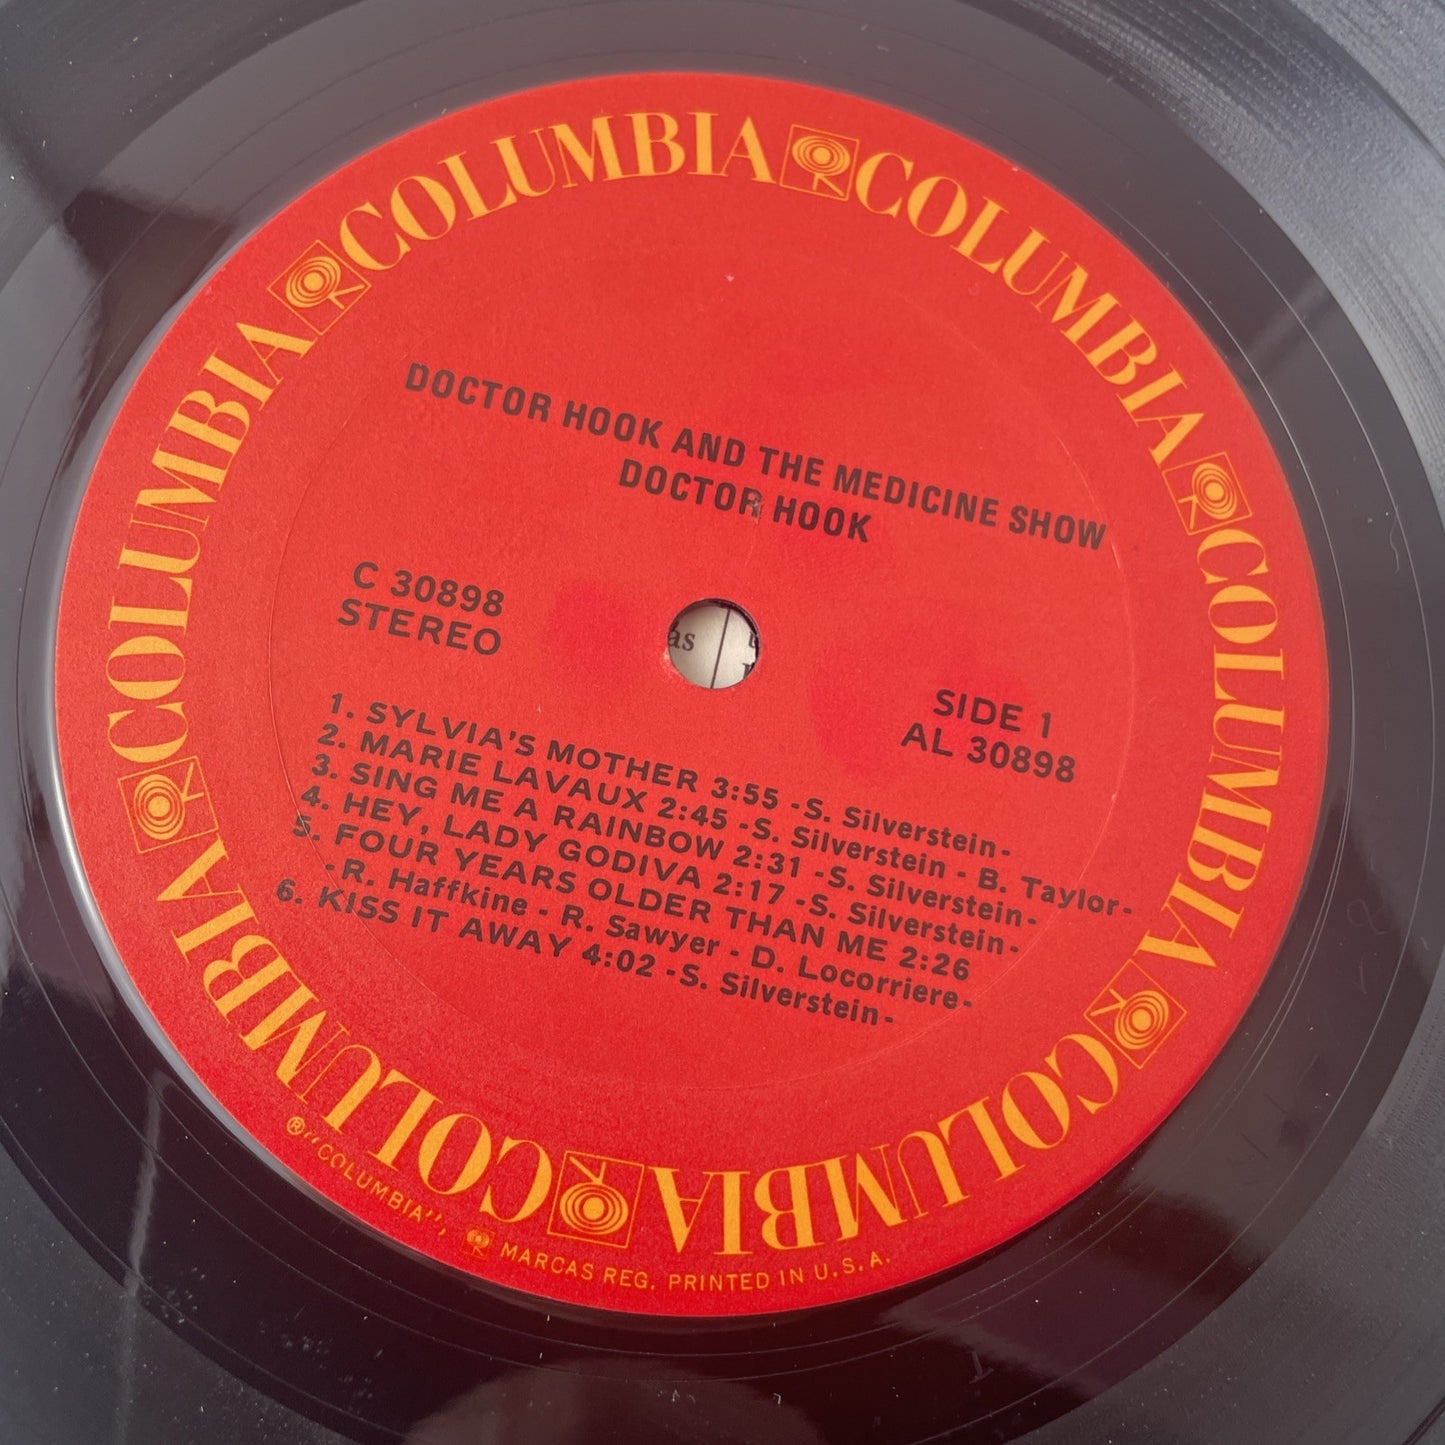 COLUMBIA COLUMBIA COLUMBIA COLUMBIA COLUMBIA COLUMBIA
DOCTOR HOOK AND THE MEDICINE SHOW
DOCTOR HOOK
C 30898
STEREO
as
SIDE 1
AL 30898
1. SYLVIA'S MOTHER 3:55 -S. Silverstein-
2. MARIE LAVAUX 2:45 -S. Silverstein - B. Taylor-
3. SING ME A RAINBOW 2:31 -S. Silverstein-
4. HEY, LADY GODIVA 2:17 -S. Silverstein-
5. FOUR YEARS OLDER THAN ME 2:26
-R. Haffkine - R. Sawyer - D. Locorriere-
6. KISS IT AWAY 4:02 -S. Silverstein-
® "COLUMBIA", MARCAS REG. PRINTED IN U.S.A.